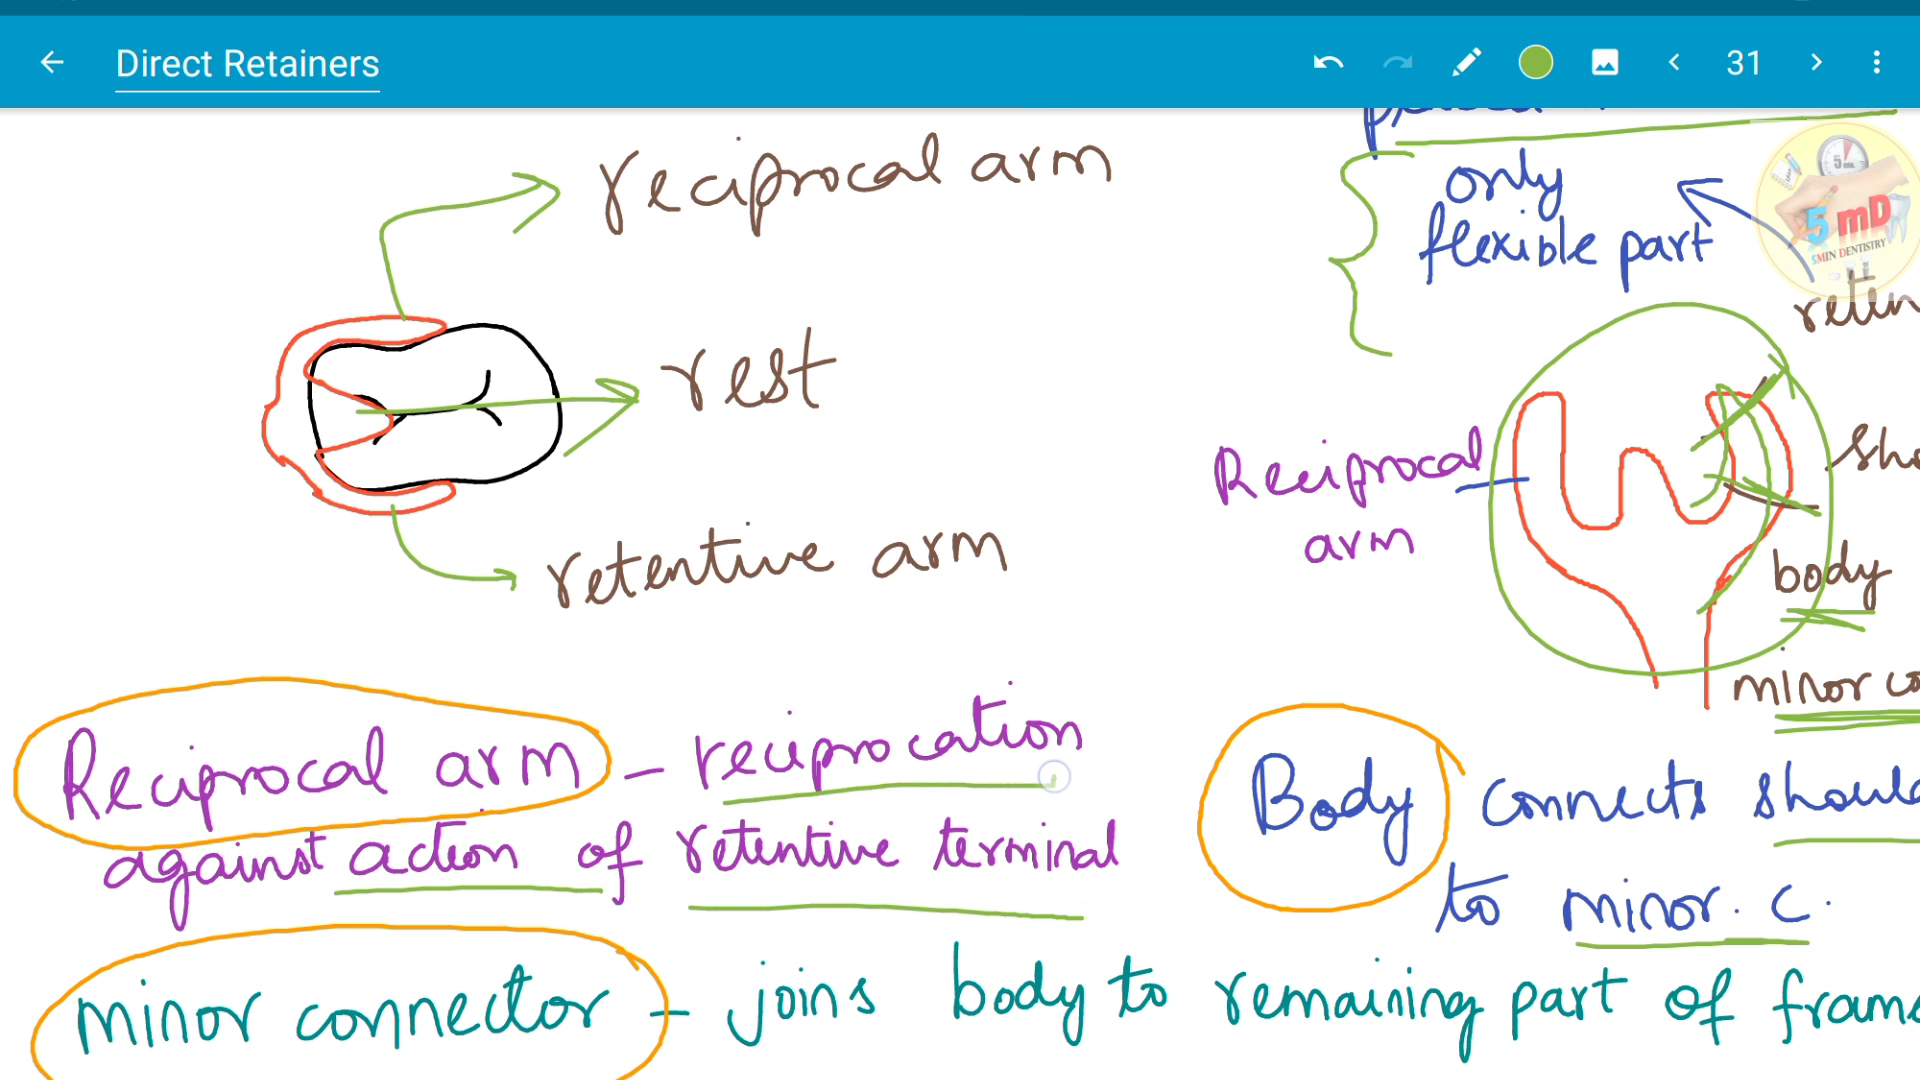 Direct Retainers
31
reciprocal arm
only
flexible part
5 mD
5MIN DENTISTRY
rest
Reciprocal
arm
retentive arm
body
minor co
Reciprocal arm – reciprocation
against action of retentive terminal
Body connects should
to minor. c.
minor connector – joins body to remaining part of frame